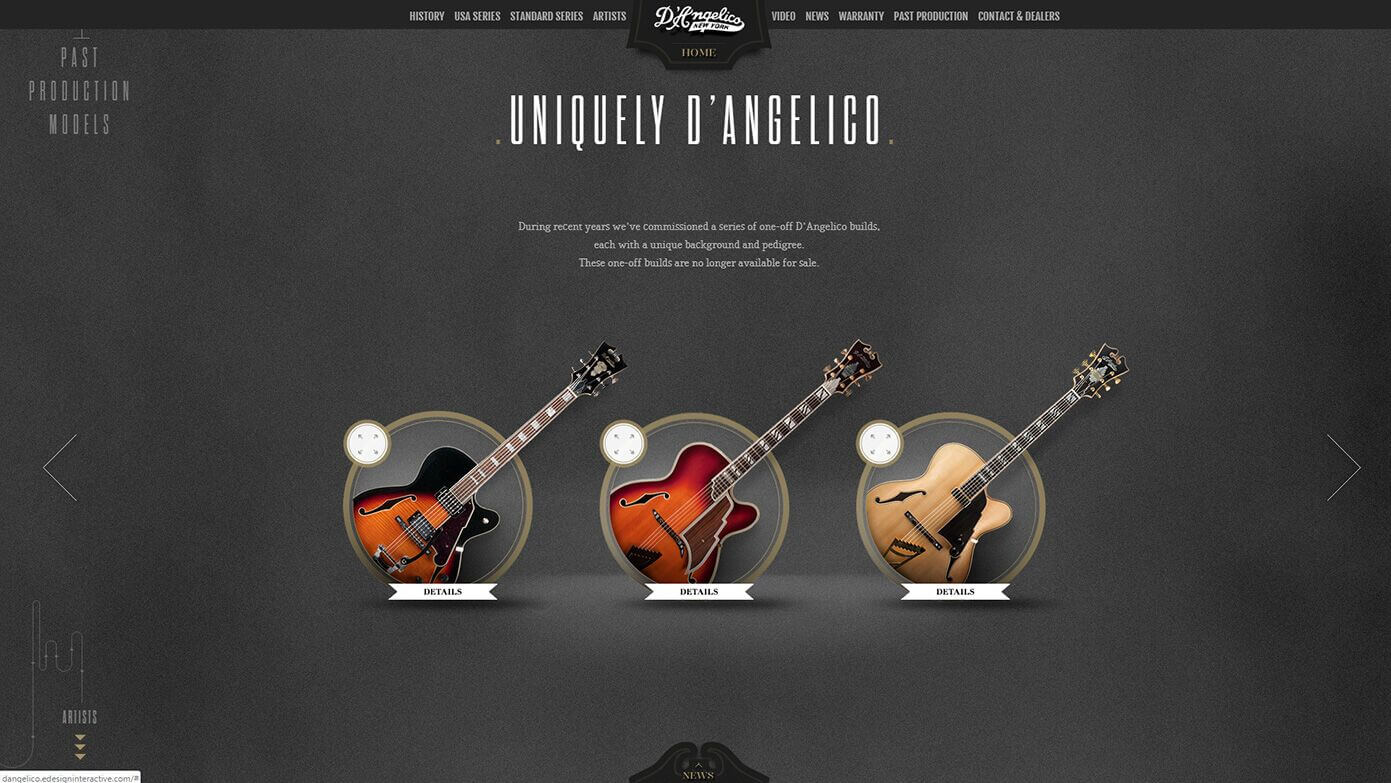 HISTORY USA SERIES STANDARD SERIES ARTISTS D'Angelico NEW YORK VIDEO NEWS WARRANTY PAST PRODUCTION CONTACT & DEALERS
HOME
PAST
PRODUCTION
MODELS
.UNIQUELY D'ANGELICO.
During recent years we've commissioned a series of one-off D'Angelico builds,
each with a unique background and pedigree.
These one-off builds are no longer available for sale.
DETAILS DETAILS DETAILS
ARTISTS
NEWS
dangelico.edesigninteractive.com/#